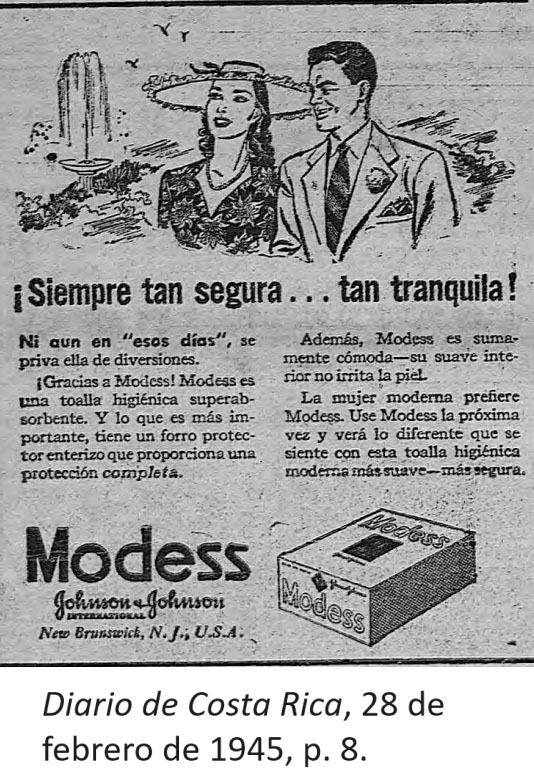 ¡Siempre tan segura... tan tranquila!
Ni aun en "esos días", se
priva ella de diversiones.
¡Gracias a Modess! Modess es
una toalla higiénica superab-
sorbente. Y lo que es más im-
portante, tiene un forro protec-
tor enterizo que proporciona una
protección completa.
Además, Modess es suma-
mente cómoda—su suave inte-
rior no irrita la piel.
La mujer moderna prefiere
Modess. Use Modess la próxima
vez y verá lo diferente que se
siente con esta toalla higiénica
moderna más suave—más segura.
Modess
Johnson & Johnson
INTERNATIONAL
New Brunswick, N. J., U.S.A.
Modess
Modess
Diario de Costa Rica, 28 de
febrero de 1945, p. 8.